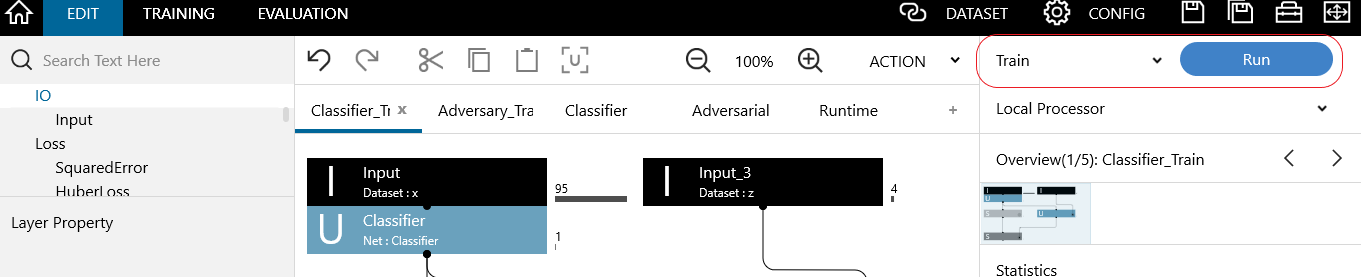 EDIT TRAINING EVALUATION DATASET CONFIG
Search Text Here 100% ACTION Train Run
IO
Input
Loss
SquaredError
HuberLoss
Layer Property
Classifier_Tr x Adversary_Tra Classifier Adversarial Runtime +
I Input
Dataset : x
95
U Classifier
Net : Classifier
1
I Input_3
Dataset : z
4
Local Processor
Overview(1/5): Classifier_Train
Statistics